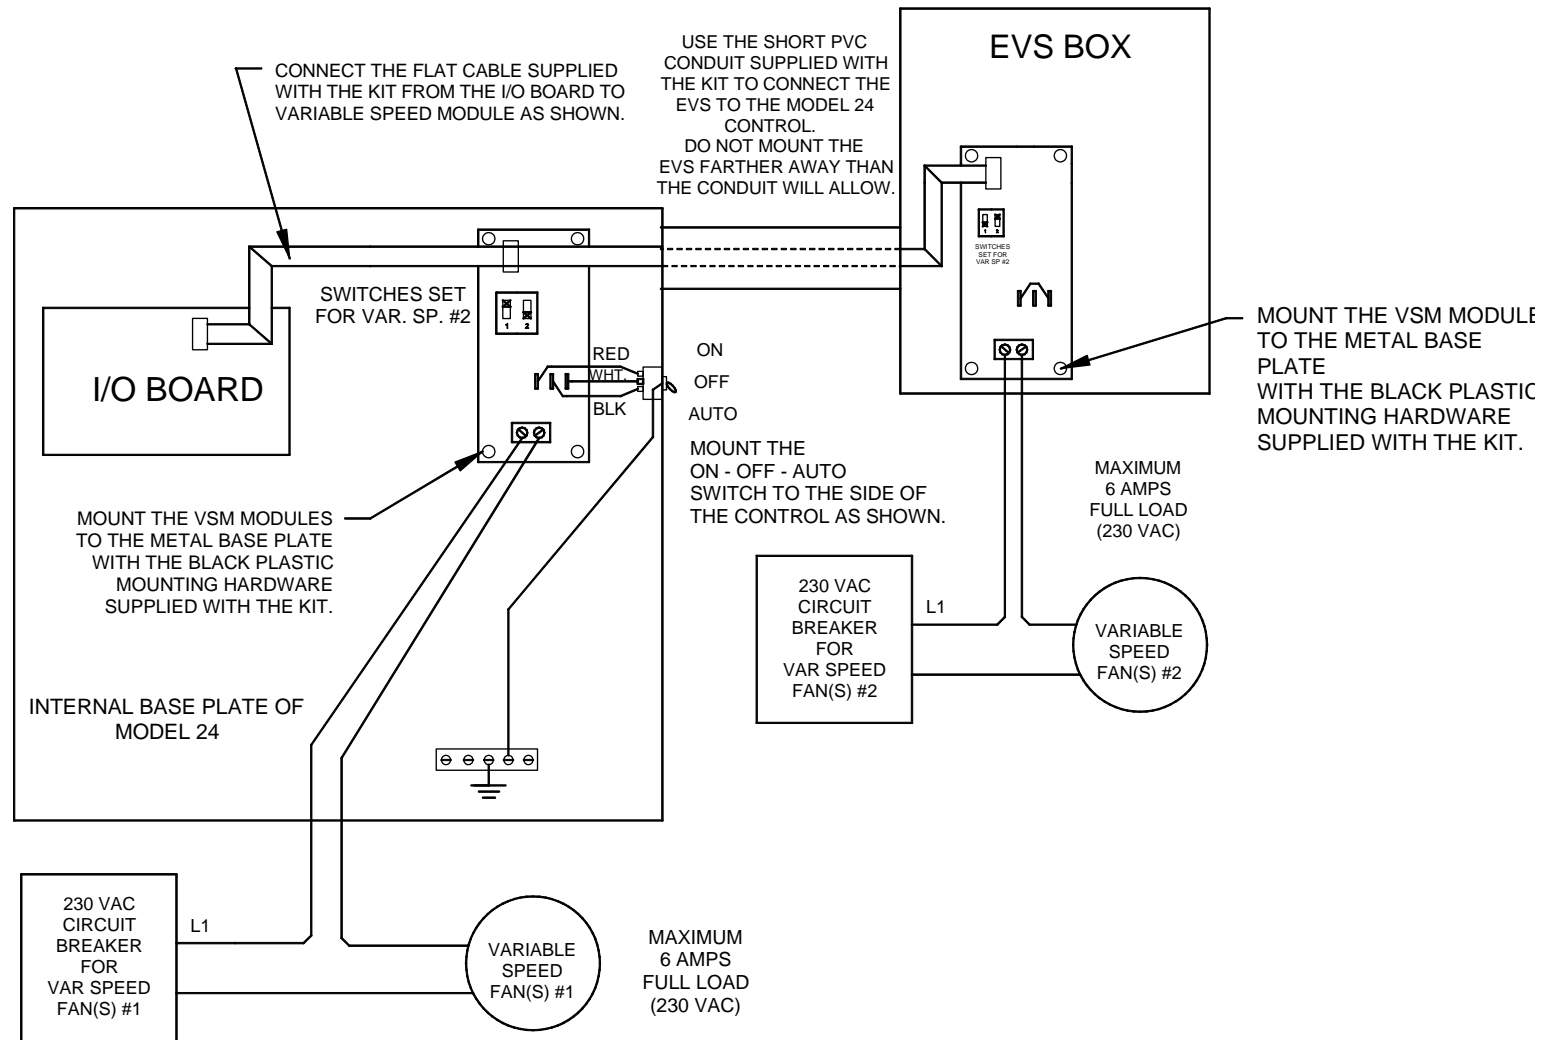 CONNECT THE FLAT CABLE SUPPLIED
WITH THE KIT FROM THE I/O BOARD TO
VARIABLE SPEED MODULE AS SHOWN.
USE THE SHORT PVC
CONDUIT SUPPLIED WITH
THE KIT TO CONNECT THE
EVS TO THE MODEL 24
CONTROL.
DO NOT MOUNT THE
EVS FARTHER AWAY THAN
THE CONDUIT WILL ALLOW.
EVS BOX
1 2
SWITCHES
SET FOR
VAR SP #2
MOUNT THE VSM MODULE
TO THE METAL BASE
PLATE
WITH THE BLACK PLASTIC
MOUNTING HARDWARE
SUPPLIED WITH THE KIT.
SWITCHES SET
FOR VAR. SP. #2
1 2
I/O BOARD
RED
WHT.
BLK
ON
OFF
AUTO
MOUNT THE
ON - OFF - AUTO
SWITCH TO THE SIDE OF
THE CONTROL AS SHOWN.
MAXIMUM
6 AMPS
FULL LOAD
(230 VAC)
MOUNT THE VSM MODULES
TO THE METAL BASE PLATE
WITH THE BLACK PLASTIC
MOUNTING HARDWARE
SUPPLIED WITH THE KIT.
230 VAC
CIRCUIT
BREAKER
FOR
VAR SPEED
FAN(S) #2
L1
VARIABLE
SPEED
FAN(S) #2
INTERNAL BASE PLATE OF
MODEL 24
230 VAC
CIRCUIT
BREAKER
FOR
VAR SPEED
FAN(S) #1
L1
VARIABLE
SPEED
FAN(S) #1
MAXIMUM
6 AMPS
FULL LOAD
(230 VAC)